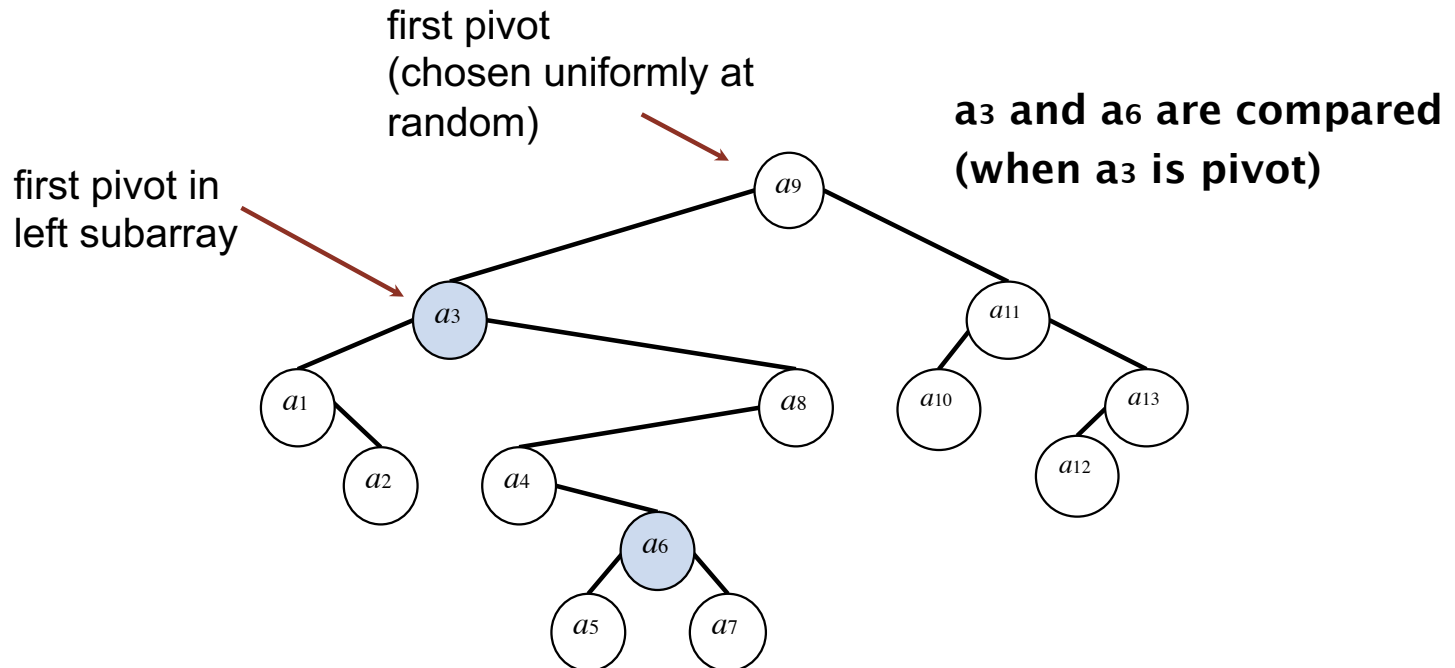 first pivot
(chosen uniformly at
random)
a3 and a6 are compared
(when a3 is pivot)
first pivot in
left subarray
a9
a3
a11
a1
a8
a10
a13
a2
a4
a12
a6
a5
a7